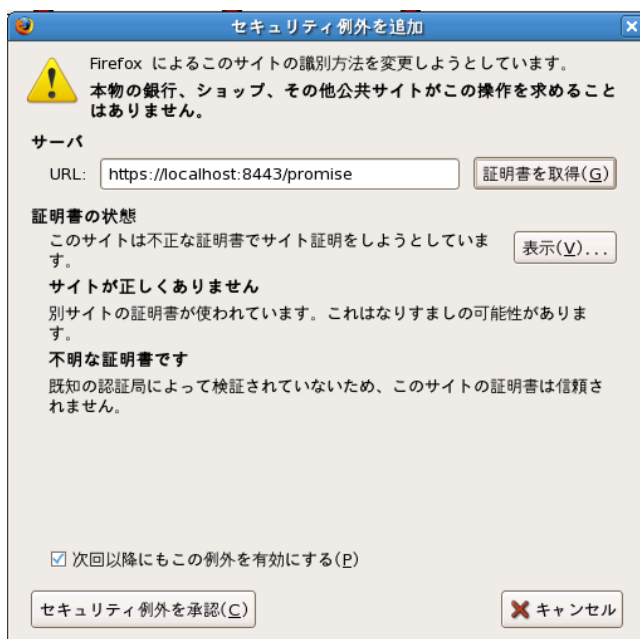 セキュリティ例外を追加
Firefox によるこのサイトの識別方法を変更しようとしています。
本物の銀行、ショップ、その他公共サイトがこの操作を求めること
はありません。
サーバ
URL: https://localhost:8443/promise 証明書を取得(G)
証明書の状態
このサイトは不正な証明書でサイト証明をしようとしていま
す。
表示(V)...
サイトが正しくありません
別サイトの証明書が使われています。これはなりすましの可能性がありま
す。
不明な証明書です
既知の認証局によって検証されていないため、このサイトの証明書は信頼さ
れません。
次回以降にもこの例外を有効にする(P)
セキュリティ例外を承認(C) キャンセル